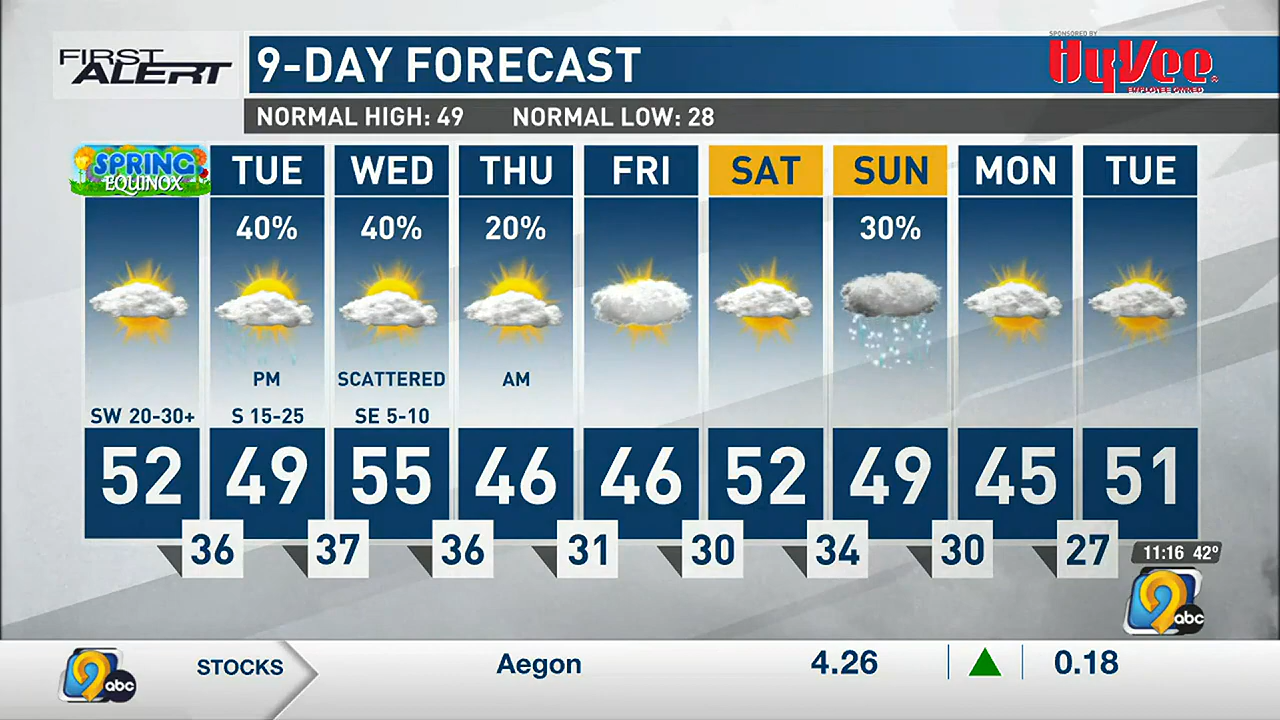 FIRST
ALERT
9-DAY FORECAST
SPONSORED BY
HyVee
EMPLOYEE OWNED
NORMAL HIGH: 49 NORMAL LOW: 28
SPRING
EQUINOX
TUE WED THU FRI SAT SUN MON TUE
40% 40% 20% 30%
PM SCATTERED AM
SW 20-30+ S 15-25 SE 5-10
52 49 55 46 46 52 49 45 51
36 37 36 31 30 34 30 27
11:16 42º
9 abc
9 abc STOCKS Aegon 4.26 0.18